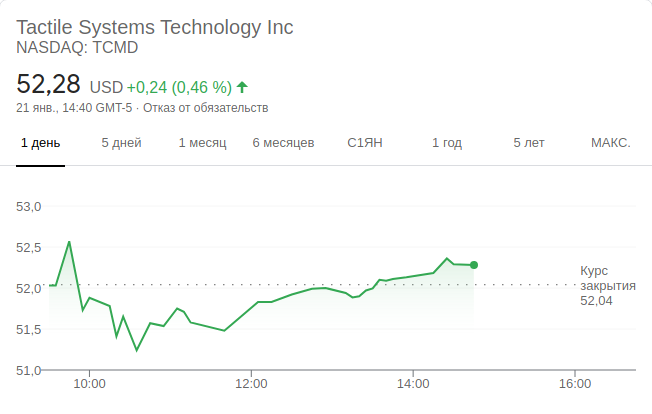 Tactile Systems Technology Inc
NASDAQ: TCMD
52,28 USD +0,24 (0,46 %)
21 янв., 14:40 GMT-5 · Отказ от обязательств
1 день 5 дней 1 месяц 6 месяцев С1ЯН 1 год 5 лет МАКС.
53,0
52,5
Курс
52,0 закрытия
52,04
51,5
51,0
10:00 12:00 14:00 16:00